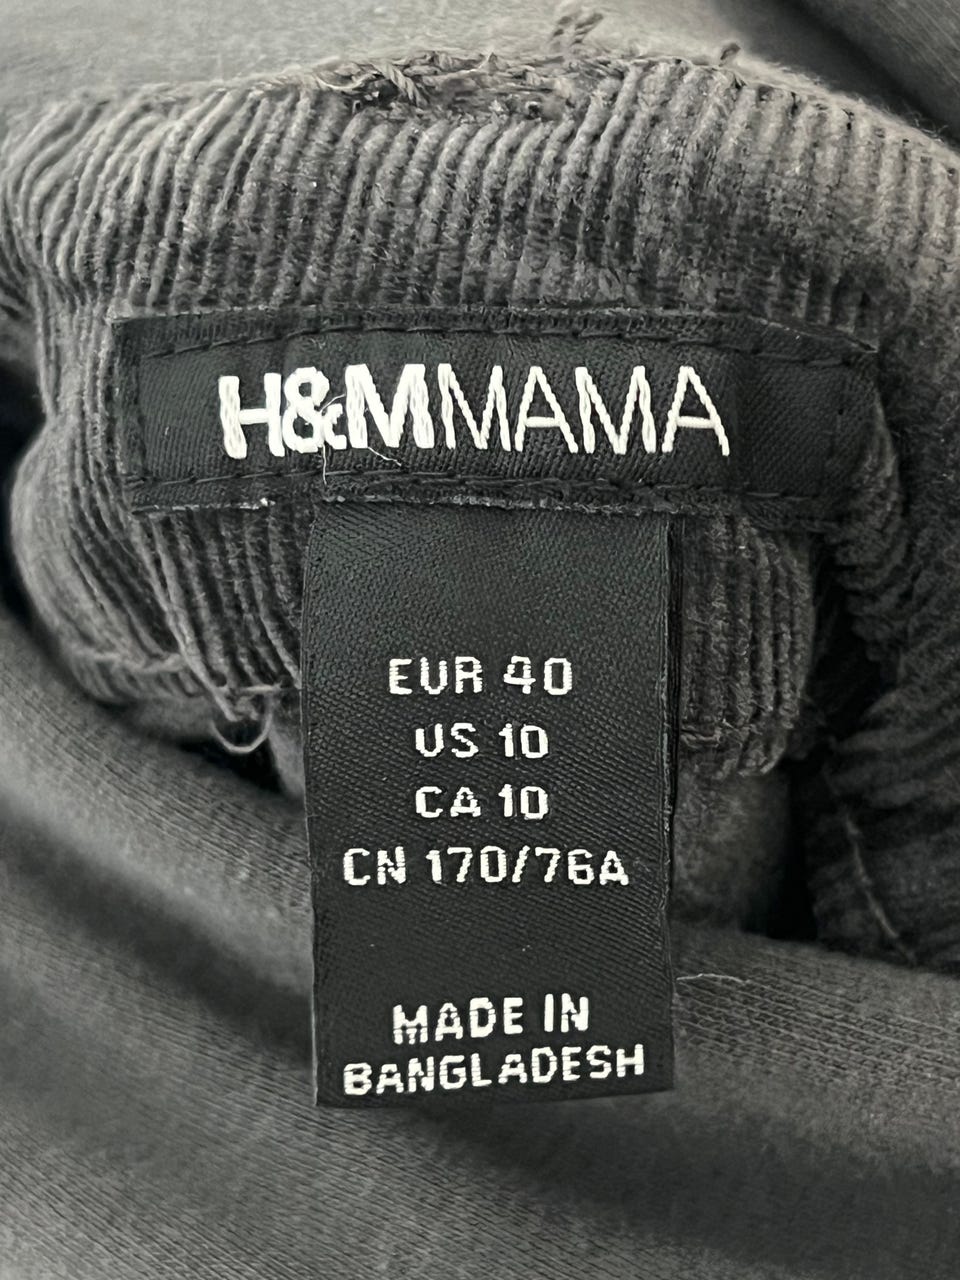 H&MMAMA
EUR 40
US 10
CA 10
CN 170/76A
MADE IN
BANGLADESH